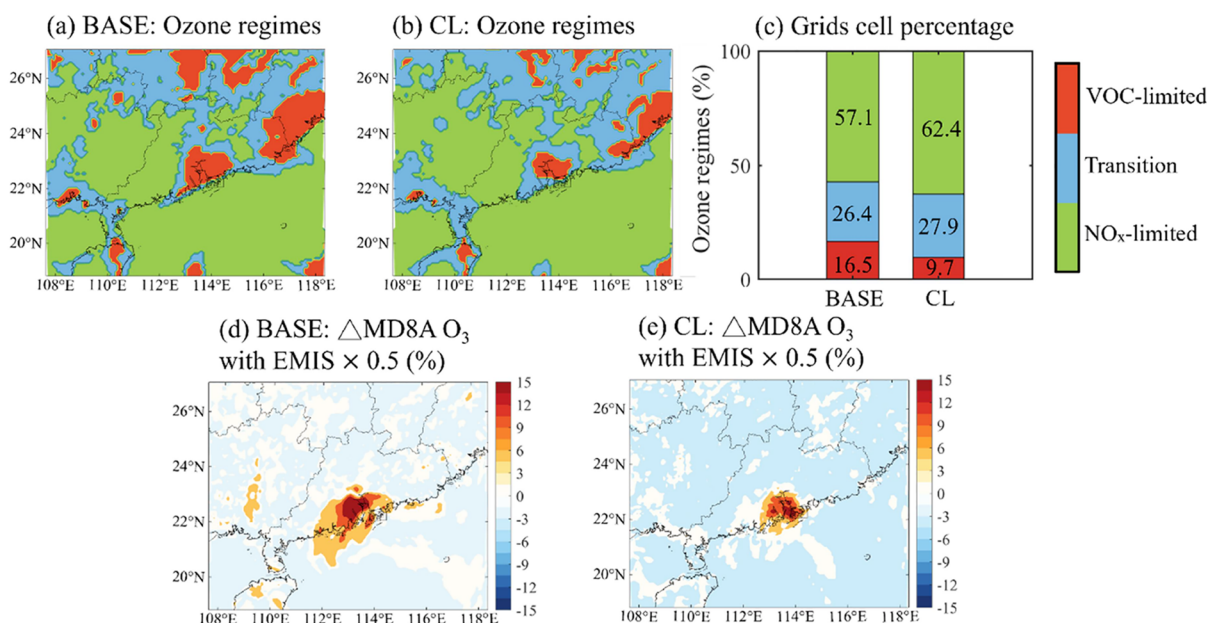 (a) BASE: Ozone regimes
(b) CL: Ozone regimes
(c) Grids cell percentage
26°N
24°N
22°N
20°N
108°E 110°E 112°E 114°E 116°E 118°E
26°N
24°N
22°N
20°N
108°E 110°E 112°E 114°E 116°E 118°E
Ozone regimes (%)
100
50
0
57.1
26.4
16.5
62.4
27.9
9.7
BASE CL
VOC-limited
Transition
NOₓ-limited
(d) BASE: △MD8A O₃
with EMIS × 0.5 (%)
26°N
24°N
22°N
20°N
108°E 110°E 112°E 114°E 116°E 118°E
15
12
9
6
3
0
-3
-6
-9
-12
-15
(e) CL: △MD8A O₃
with EMIS × 0.5 (%)
26°N
24°N
22°N
20°N
108°E 110°E 112°E 114°E 116°E 118°E
15
12
9
6
3
0
-3
-6
-9
-12
-15